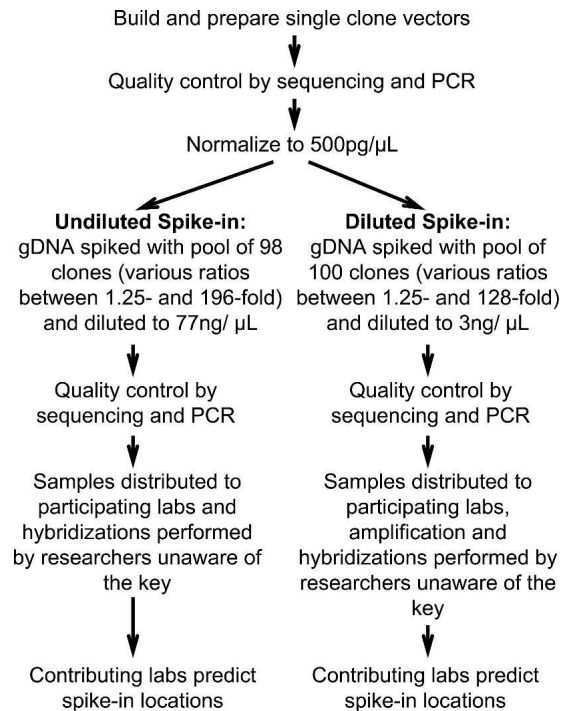 Build and prepare single clone vectors
Quality control by sequencing and PCR
Normalize to 500pg/µL
Undiluted Spike-in:
gDNA spiked with pool of 98
clones (various ratios
between 1.25- and 196-fold)
and diluted to 77ng/ µL
Quality control by
sequencing and PCR
Samples distributed to
participating labs and
hybridizations performed
by researchers unaware of
the key
Contributing labs predict
spike-in locations
Diluted Spike-in:
gDNA spiked with pool of
100 clones (various ratios
between 1.25- and 128-fold)
and diluted to 3ng/ µL
Quality control by
sequencing and PCR
Samples distributed to
participating labs,
amplification and
hybridizations performed by
researchers unaware of the
key
Contributing labs predict
spike-in locations